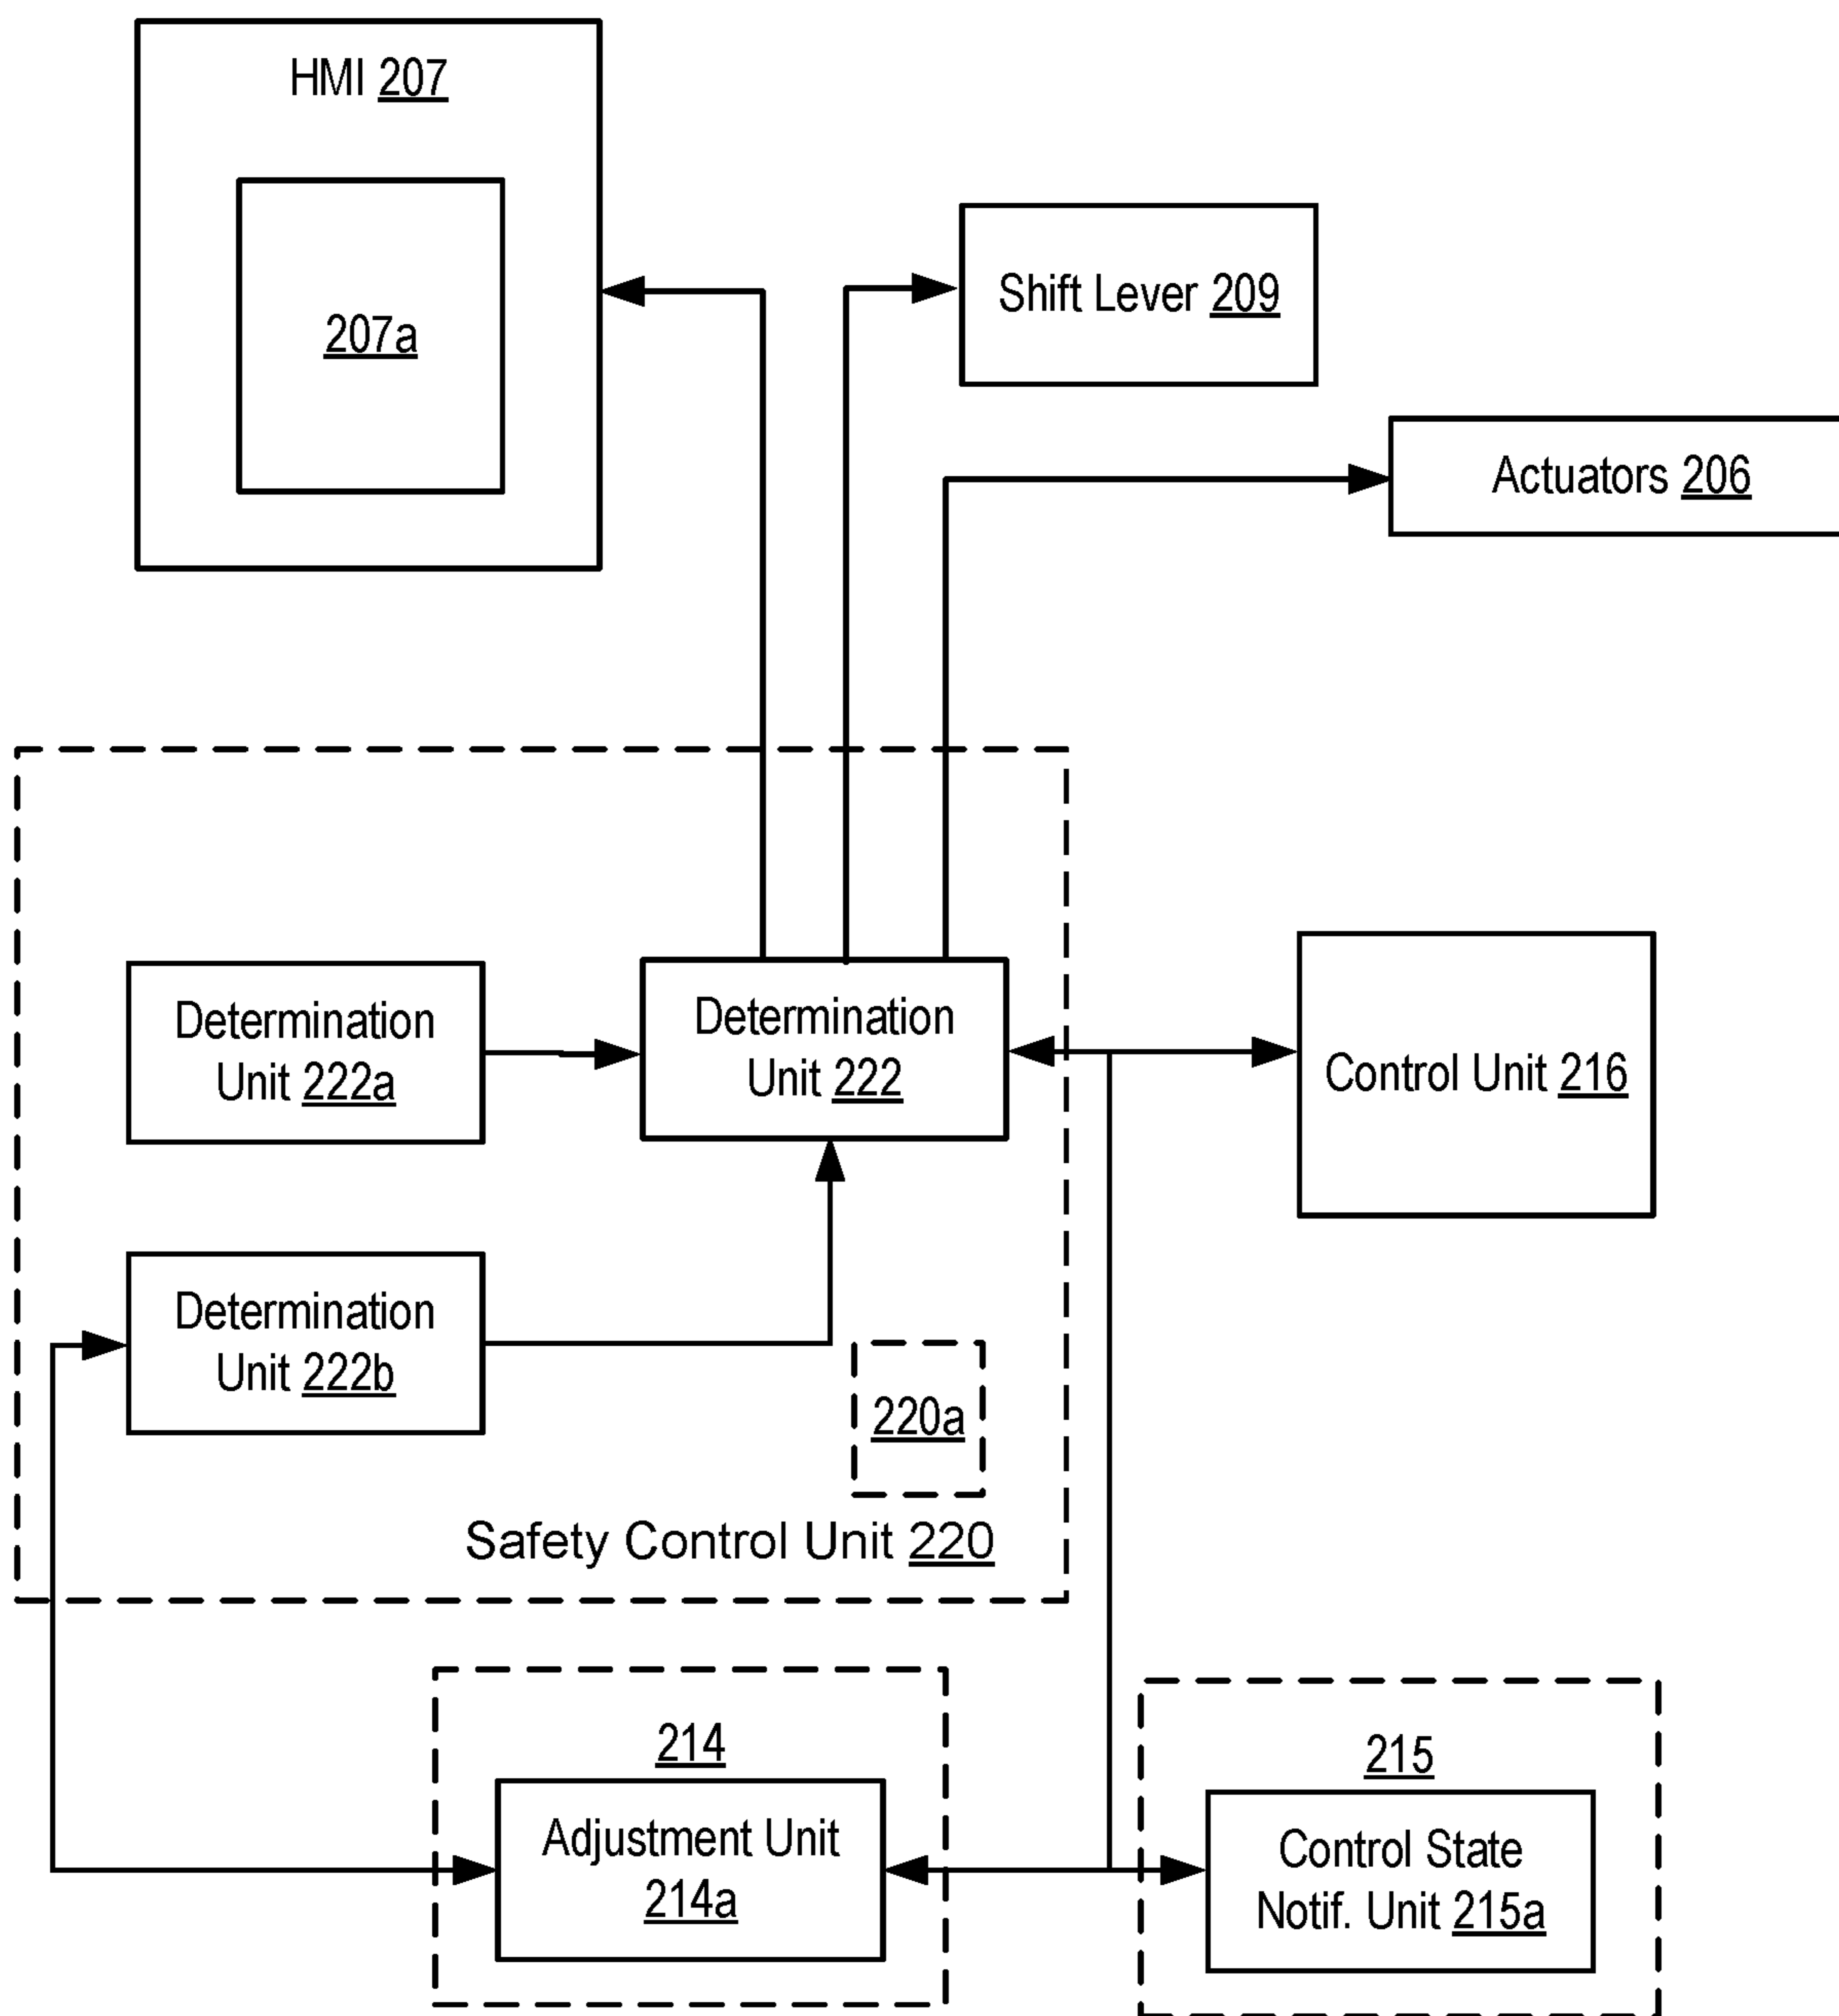 HMI 207
207a
Shift Lever 209
Actuators 206
Determination
Unit 222a
Determination
Unit 222
Control Unit 216
Determination
Unit 222b
220a
Safety Control Unit 220
214
Adjustment Unit
214a
215
Control State
Notif. Unit 215a